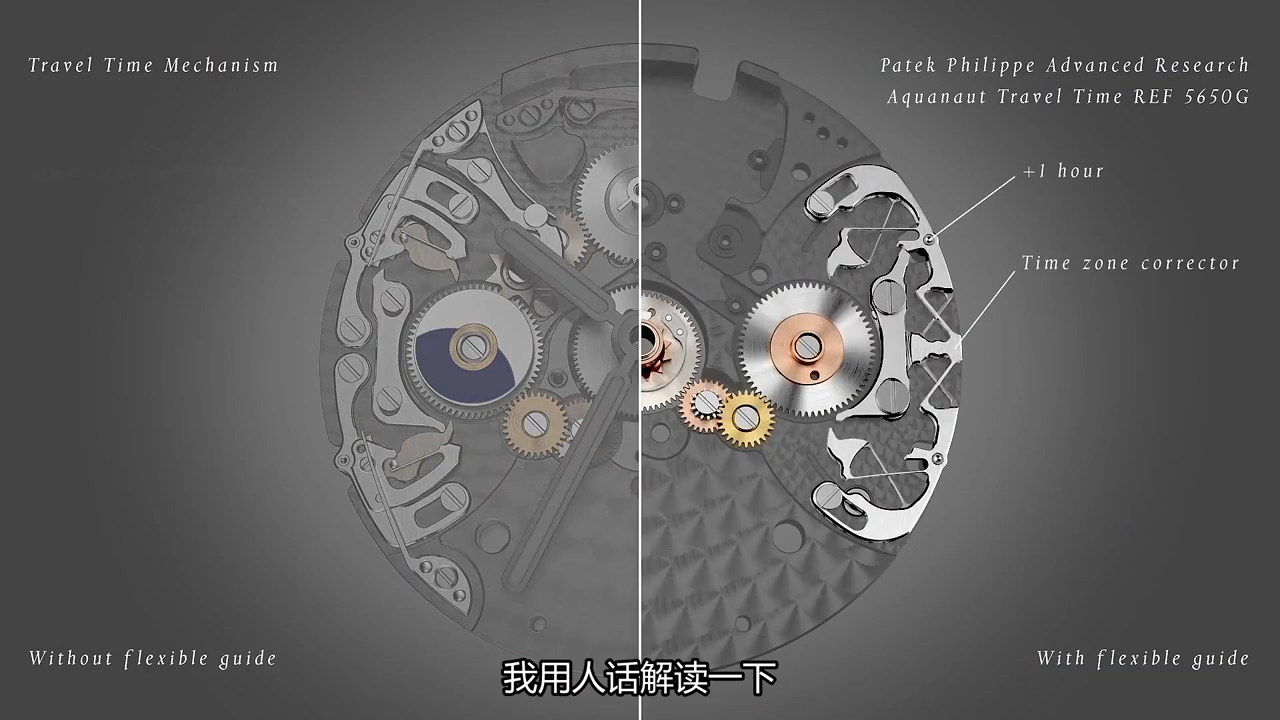 Travel Time Mechanism
Patek Philippe Advanced Research
Aquanaut Travel Time REF 5650G
+1 hour
Time zone corrector
Without flexible guide
With flexible guide
我用人话解读一下